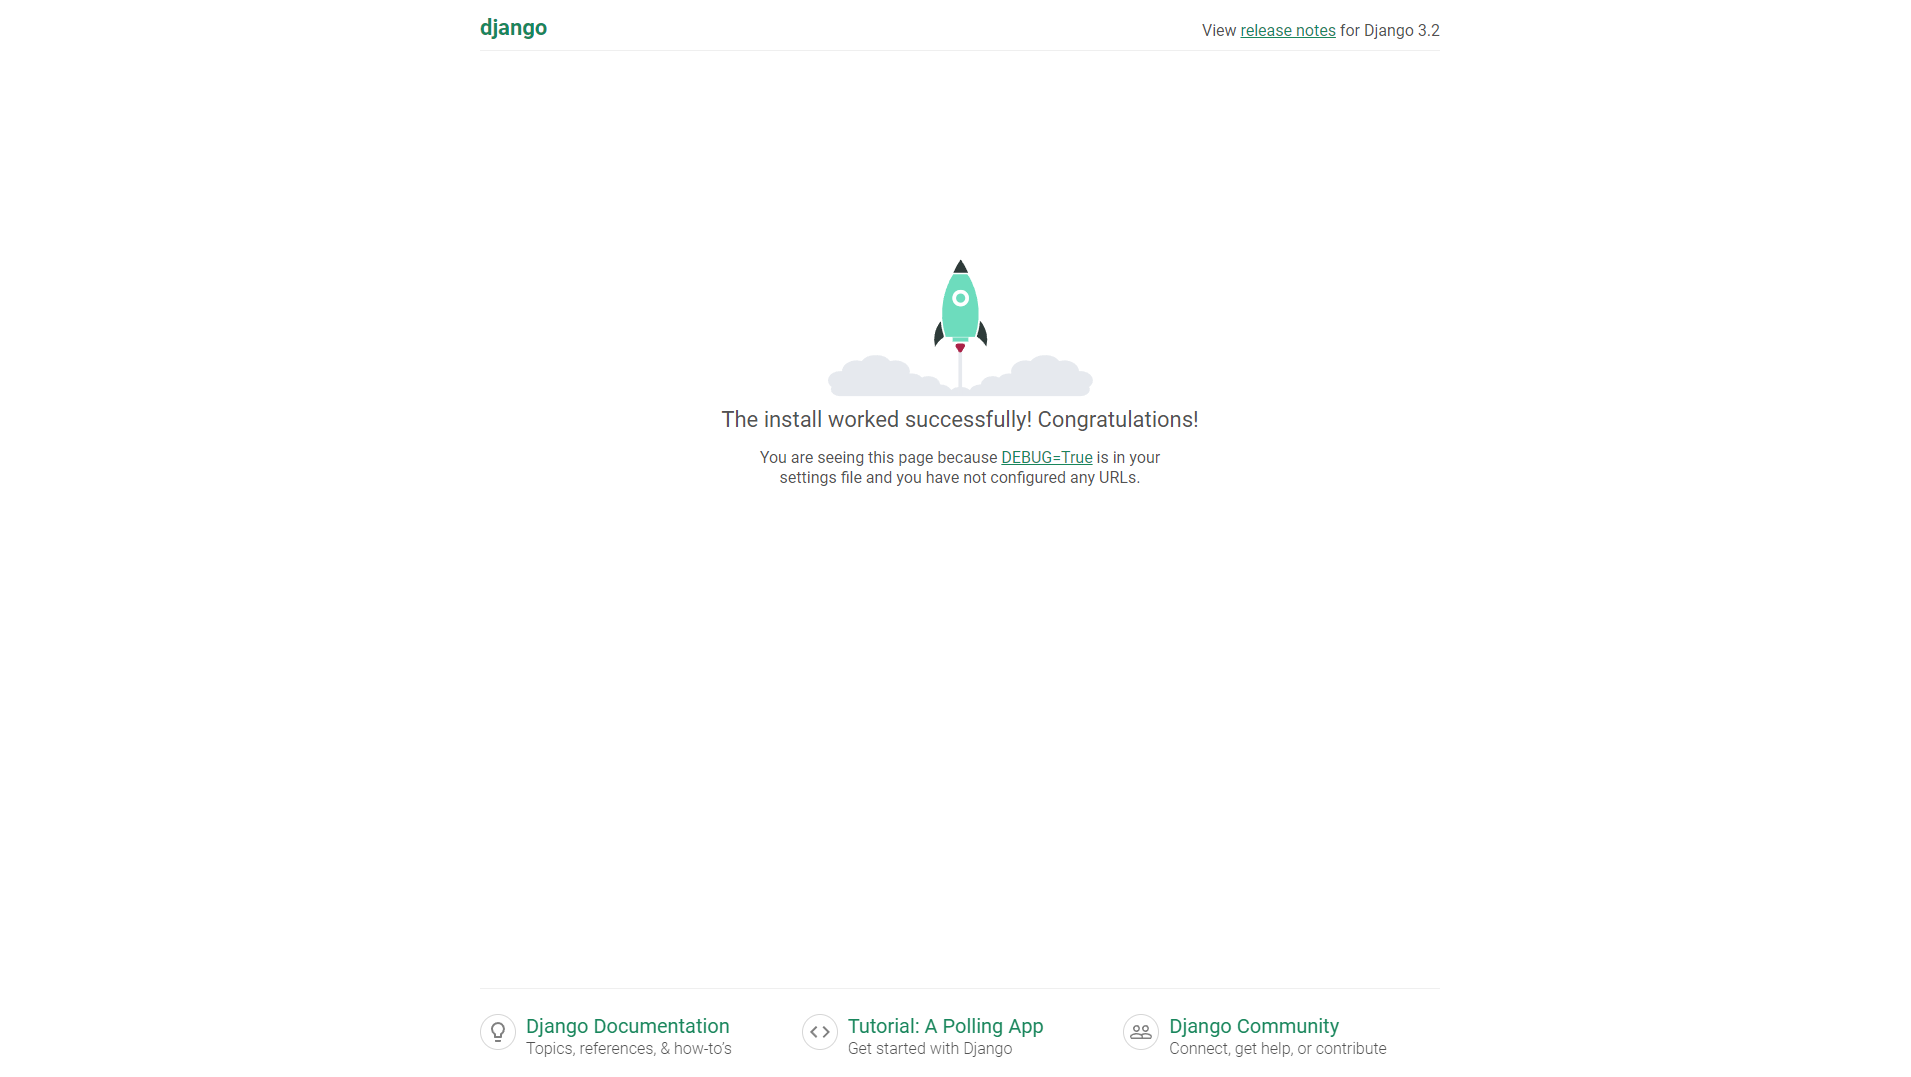 django
View release notes for Django 3.2
The install worked successfully! Congratulations!
You are seeing this page because DEBUG=True is in your
settings file and you have not configured any URLs.
Django Documentation
Topics, references, & how-to’s
Tutorial: A Polling App
Get started with Django
Django Community
Connect, get help, or contribute